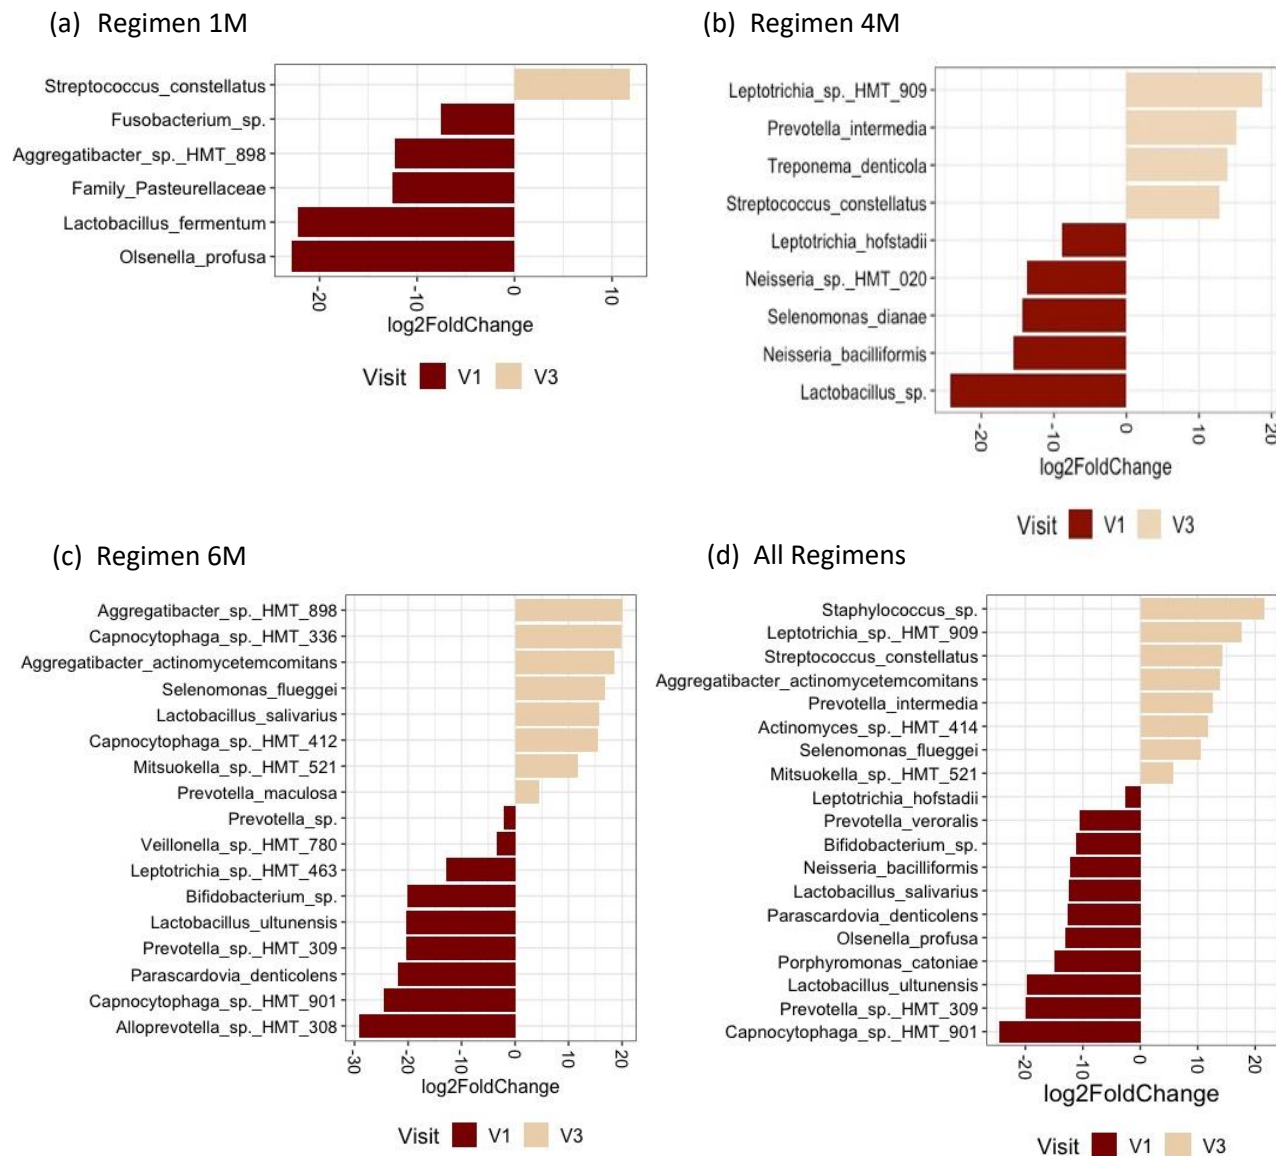 (a) Regimen 1M
Streptococcus_constellatus
Fusobacterium_sp.
Aggregatibacter_sp._HMT_898
Family_Pasteurellaceae
Lactobacillus_fermentum
Olsenella_profusa
-20
-10
0
10
log2FoldChange
Visit V1 V3
(b) Regimen 4M
Leptotrichia_sp._HMT_909
Prevotella_intermedia
Treponema_denticola
Streptococcus_constellatus
Leptotrichia_hofstadii
Neisseria_sp._HMT_020
Selenomonas_dianae
Neisseria_bacilliformis
Lactobacillus_sp.
-20
-10
0
10
20
log2FoldChange
Visit V1 V3
(c) Regimen 6M
Aggregatibacter_sp._HMT_898
Capnocytophaga_sp._HMT_336
Aggregatibacter_actinomycetemcomitans
Selenomonas_flueggei
Lactobacillus_salivarius
Capnocytophaga_sp._HMT_412
Mitsuokella_sp._HMT_521
Prevotella_maculosa
Prevotella_sp.
Veillonella_sp._HMT_780
Leptotrichia_sp._HMT_463
Bifidobacterium_sp.
Lactobacillus_ultunensis
Prevotella_sp._HMT_309
Parascardovia_denticolens
Capnocytophaga_sp._HMT_901
Alloprevotella_sp._HMT_308
-30
-20
-10
0
10
20
log2FoldChange
Visit V1 V3
(d) All Regimens
Staphylococcus_sp.
Leptotrichia_sp._HMT_909
Streptococcus_constellatus
Aggregatibacter_actinomycetemcomitans
Prevotella_intermedia
Actinomyces_sp._HMT_414
Selenomonas_flueggei
Mitsuokella_sp._HMT_521
Leptotrichia_hofstadii
Prevotella_veroralis
Bifidobacterium_sp.
Neisseria_bacilliformis
Lactobacillus_salivarius
Parascardovia_denticolens
Olsenella_profusa
Porphyromonas_catoniae
Lactobacillus_ultunensis
Prevotella_sp._HMT_309
Capnocytophaga_sp._HMT_901
-20
-10
0
10
20
log2FoldChange
Visit V1 V3